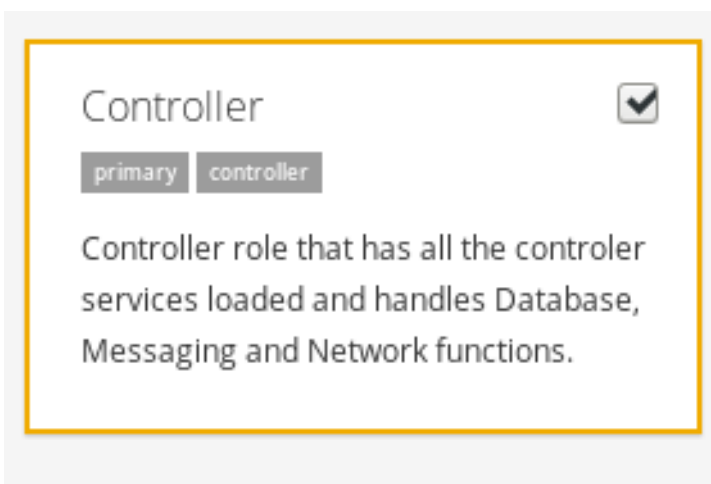 Controller
primary controller
Controller role that has all the controler
services loaded and handles Database,
Messaging and Network functions.